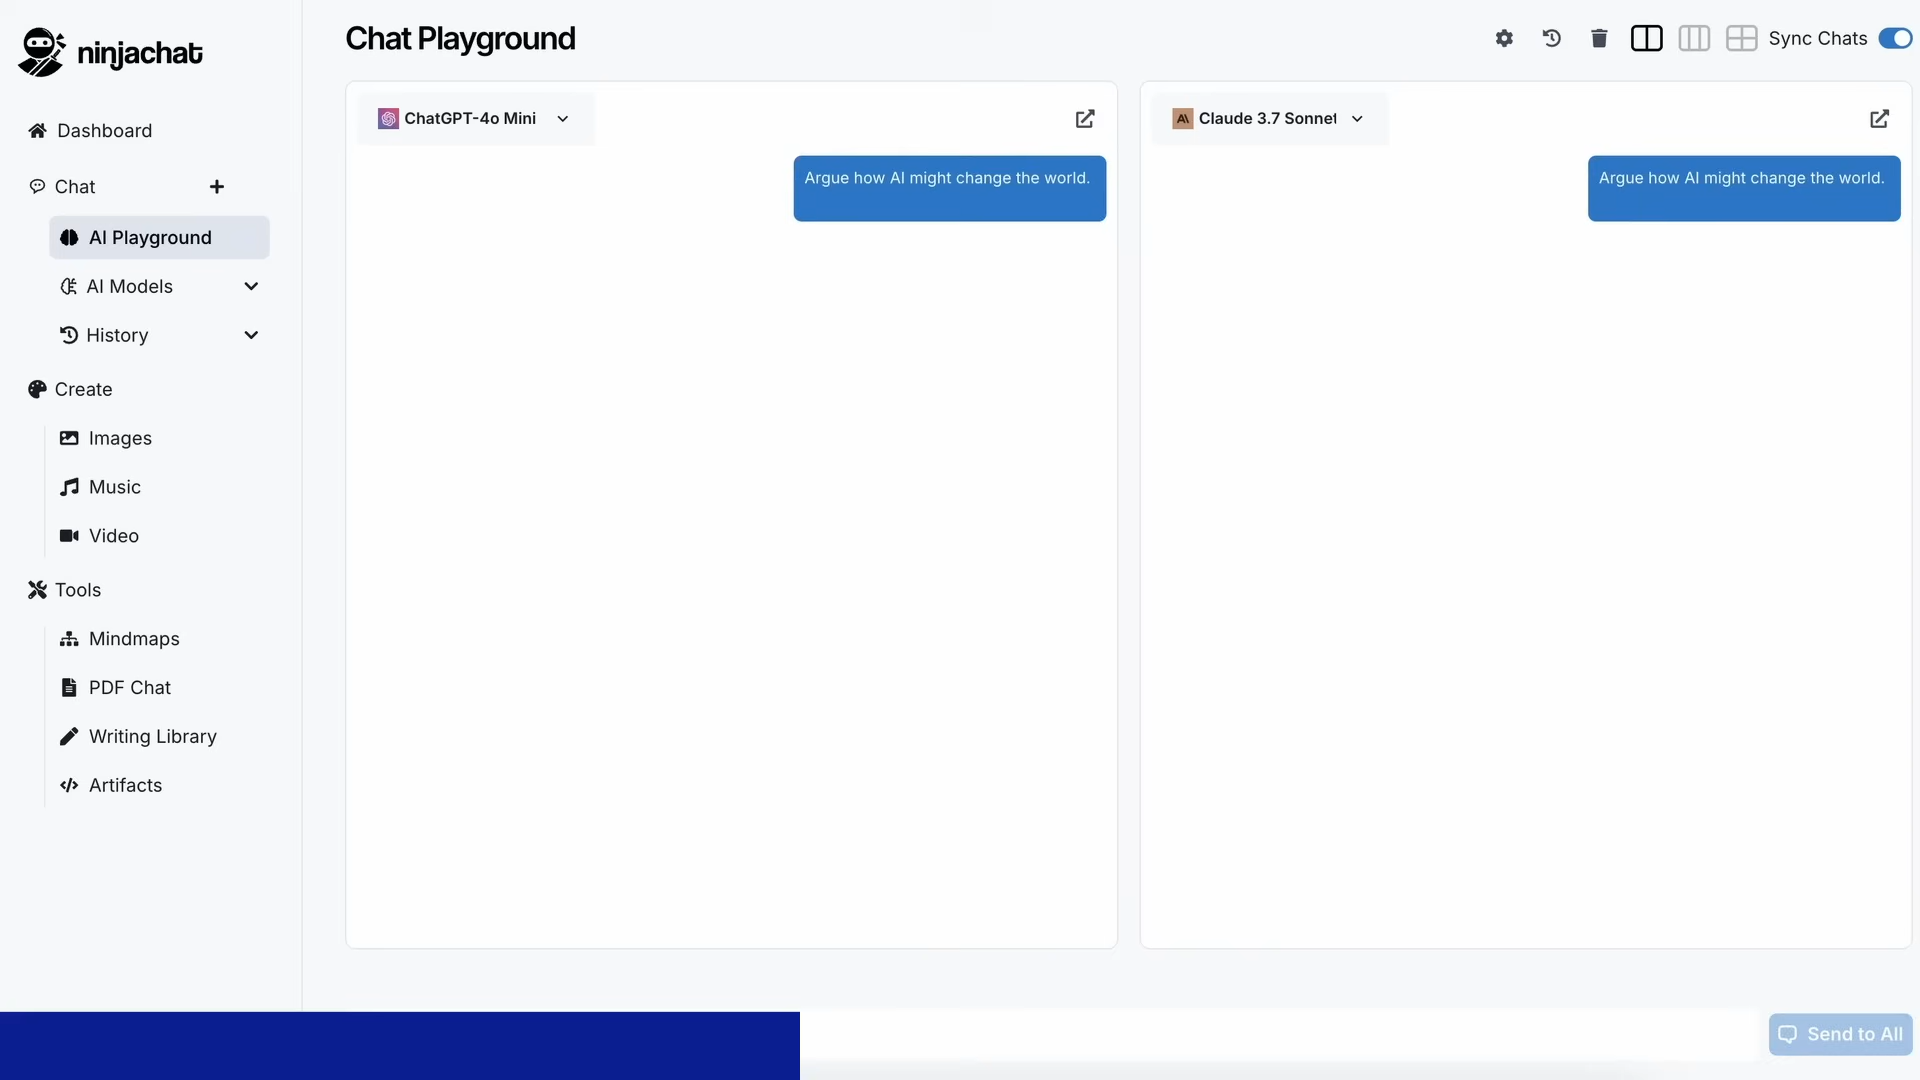 ninjachat
Chat Playground
Sync Chats
Dashboard
Chat
AI Playground
AI Models
History
Create
Images
Music
Video
Tools
Mindmaps
PDF Chat
Writing Library
Artifacts
ChatGPT-4o Mini
Argue how AI might change the world.
Claude 3.7 Sonnet
Argue how AI might change the world.
Send to All